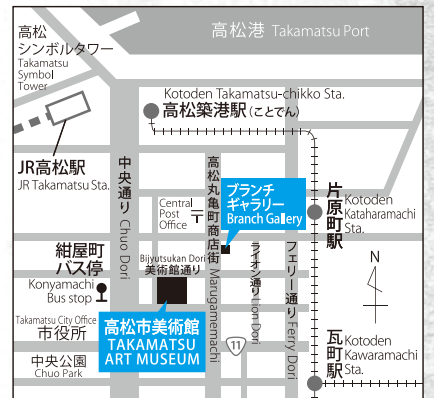 高松港 Takamatsu Port
高松
シンボルタワー
Takamatsu
Symbol
Tower
Kotoden Takamatsu-chikko Sta.
高松築港駅(ことでん)
JR高松駅
JR Takamatsu Sta.
中央通り Chuo Dori
高松丸亀町商店街 Marugamemachi
Central
Post
Office
〒
ブランチ
ギャラリー
Branch Gallery
片原町駅
Kotoden
Kataharamachi
Sta.
紺屋町
バス停
Konyamachi
Bus stop
Bijyutsukan Dori
美術館通り
ライオン通り Lion Dori
フェリー通り Ferry Dori
N
Takamatsu City Office
市役所
中央公園
Chuo Park
高松市美術館
TAKAMATSU
ART MUSEUM
11
瓦町駅
Kotoden
Kawaramachi
Sta.